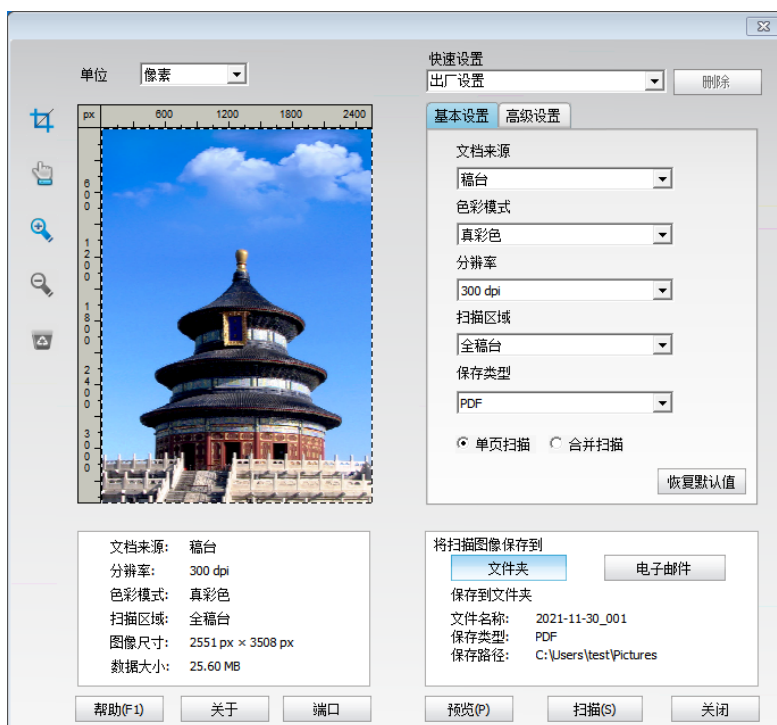 单位
像素
快速设置
出厂设置
删除
px 600 1200 1800 2400
600
1200
1800
2400
3000
基本设置 高级设置
文档来源
稿台
色彩模式
真彩色
分辨率
300 dpi
扫描区域
全稿台
保存类型
PDF
单页扫描 合并扫描
恢复默认值
文档来源: 稿台
分辨率: 300 dpi
色彩模式: 真彩色
扫描区域: 全稿台
图像尺寸: 2551 px × 3508 px
数据大小: 25.60 MB
将扫描图像保存到
文件夹 电子邮件
保存到文件夹
文件名称: 2021-11-30_001
保存类型: PDF
保存路径: C:\Users\test\Pictures
帮助(F1) 关于 端口 预览(P) 扫描(S) 关闭